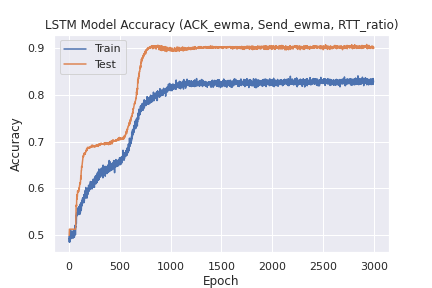 LSTM Model Accuracy (ACK_ewma, Send_ewma, RTT_ratio)
Train
Test
Accuracy
0.9
0.8
0.7
0.6
0.5
0 500 1000 1500 2000 2500 3000
Epoch